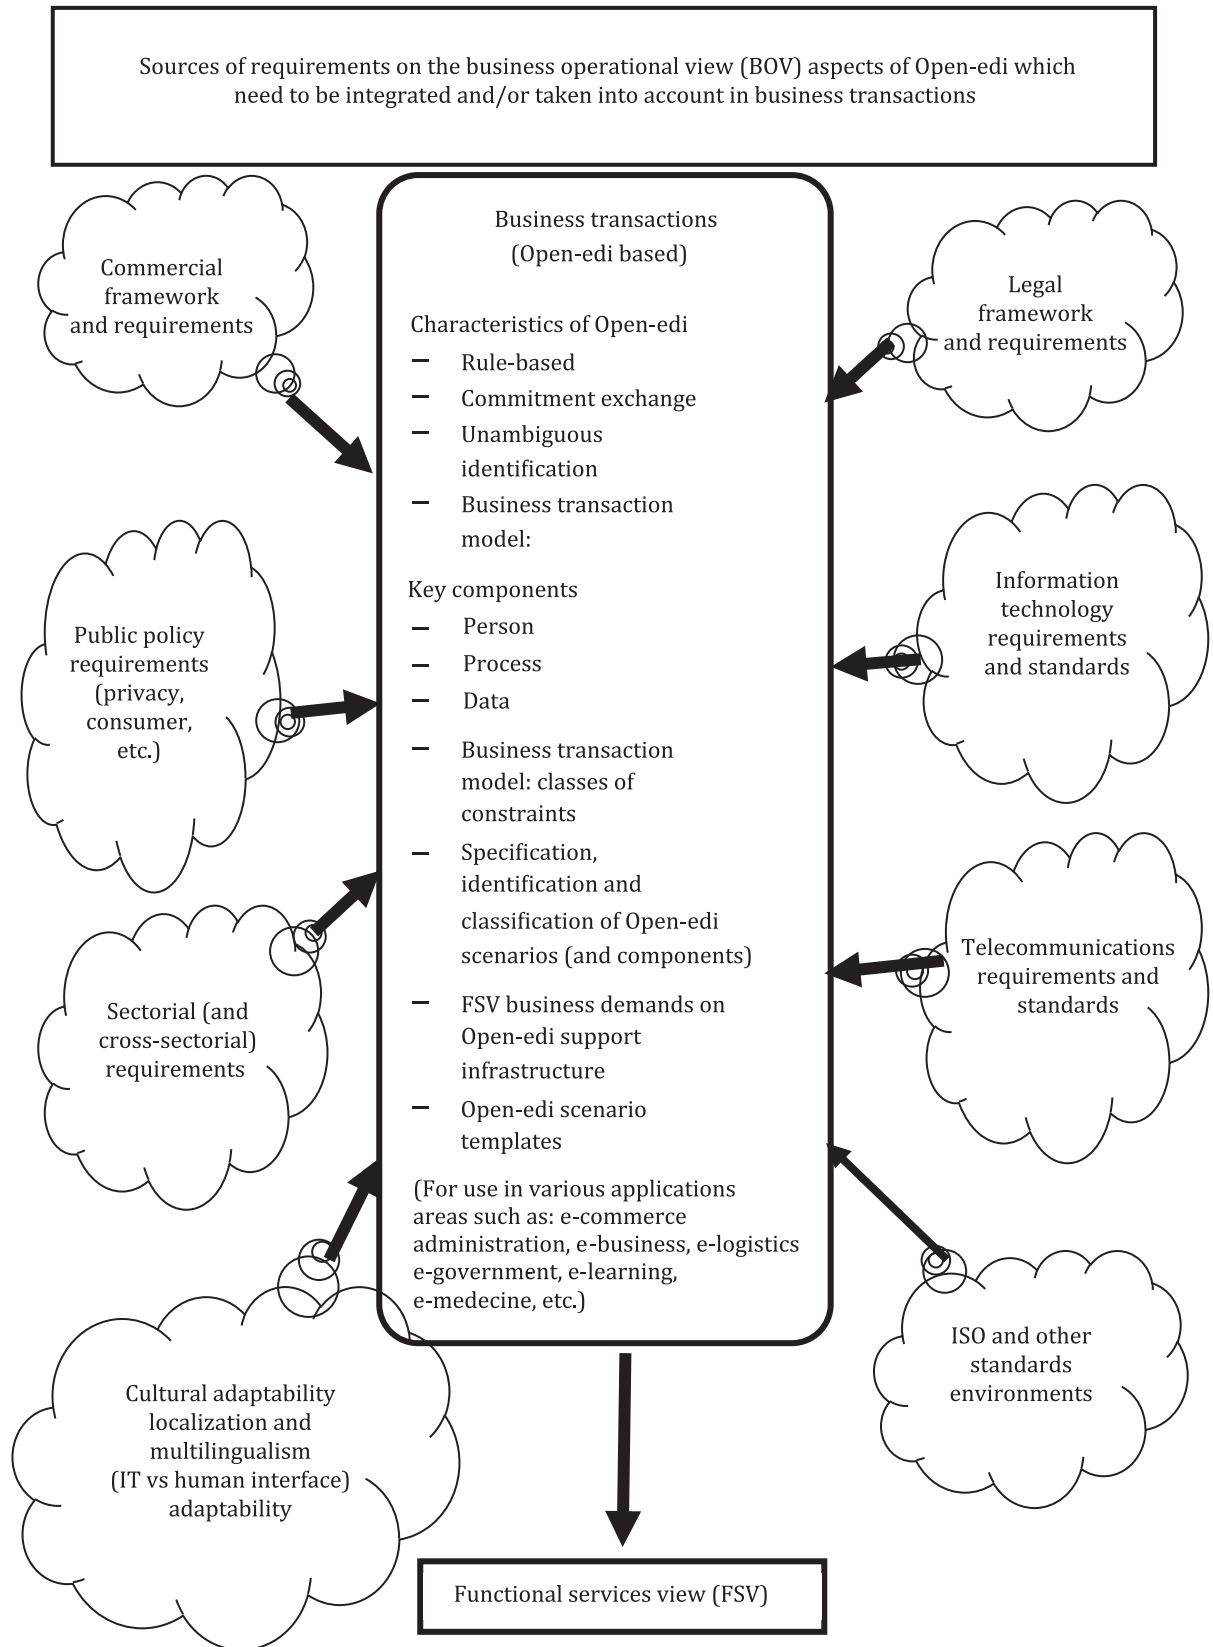 Sources of requirements on the business operational view (BOV) aspects of Open-edi which
need to be integrated and/or taken into account in business transactions
Commercial
framework
and requirements
Public policy
requirements
(privacy,
consumer,
etc.)
Sectorial (and
cross-sectorial)
requirements
Cultural adaptability
localization and
multilingualism
(IT vs human interface)
adaptability
Business transactions
(Open-edi based)
Characteristics of Open-edi
— Rule-based
— Commitment exchange
— Unambiguous
identification
— Business transaction
model:
Key components
— Person
— Process
— Data
— Business transaction
model: classes of
constraints
— Specification,
identification and
classification of Open-edi
scenarios (and components)
— FSV business demands on
Open-edi support
infrastructure
— Open-edi scenario
templates
(For use in various applications
areas such as: e-commerce
administration, e-business, e-logistics
e-government, e-learning,
e-medecine, etc.)
Legal
framework
and requirements
Information
technology
requirements
and standards
Telecommunications
requirements and
standards
ISO and other
standards
environments
Functional services view (FSV)